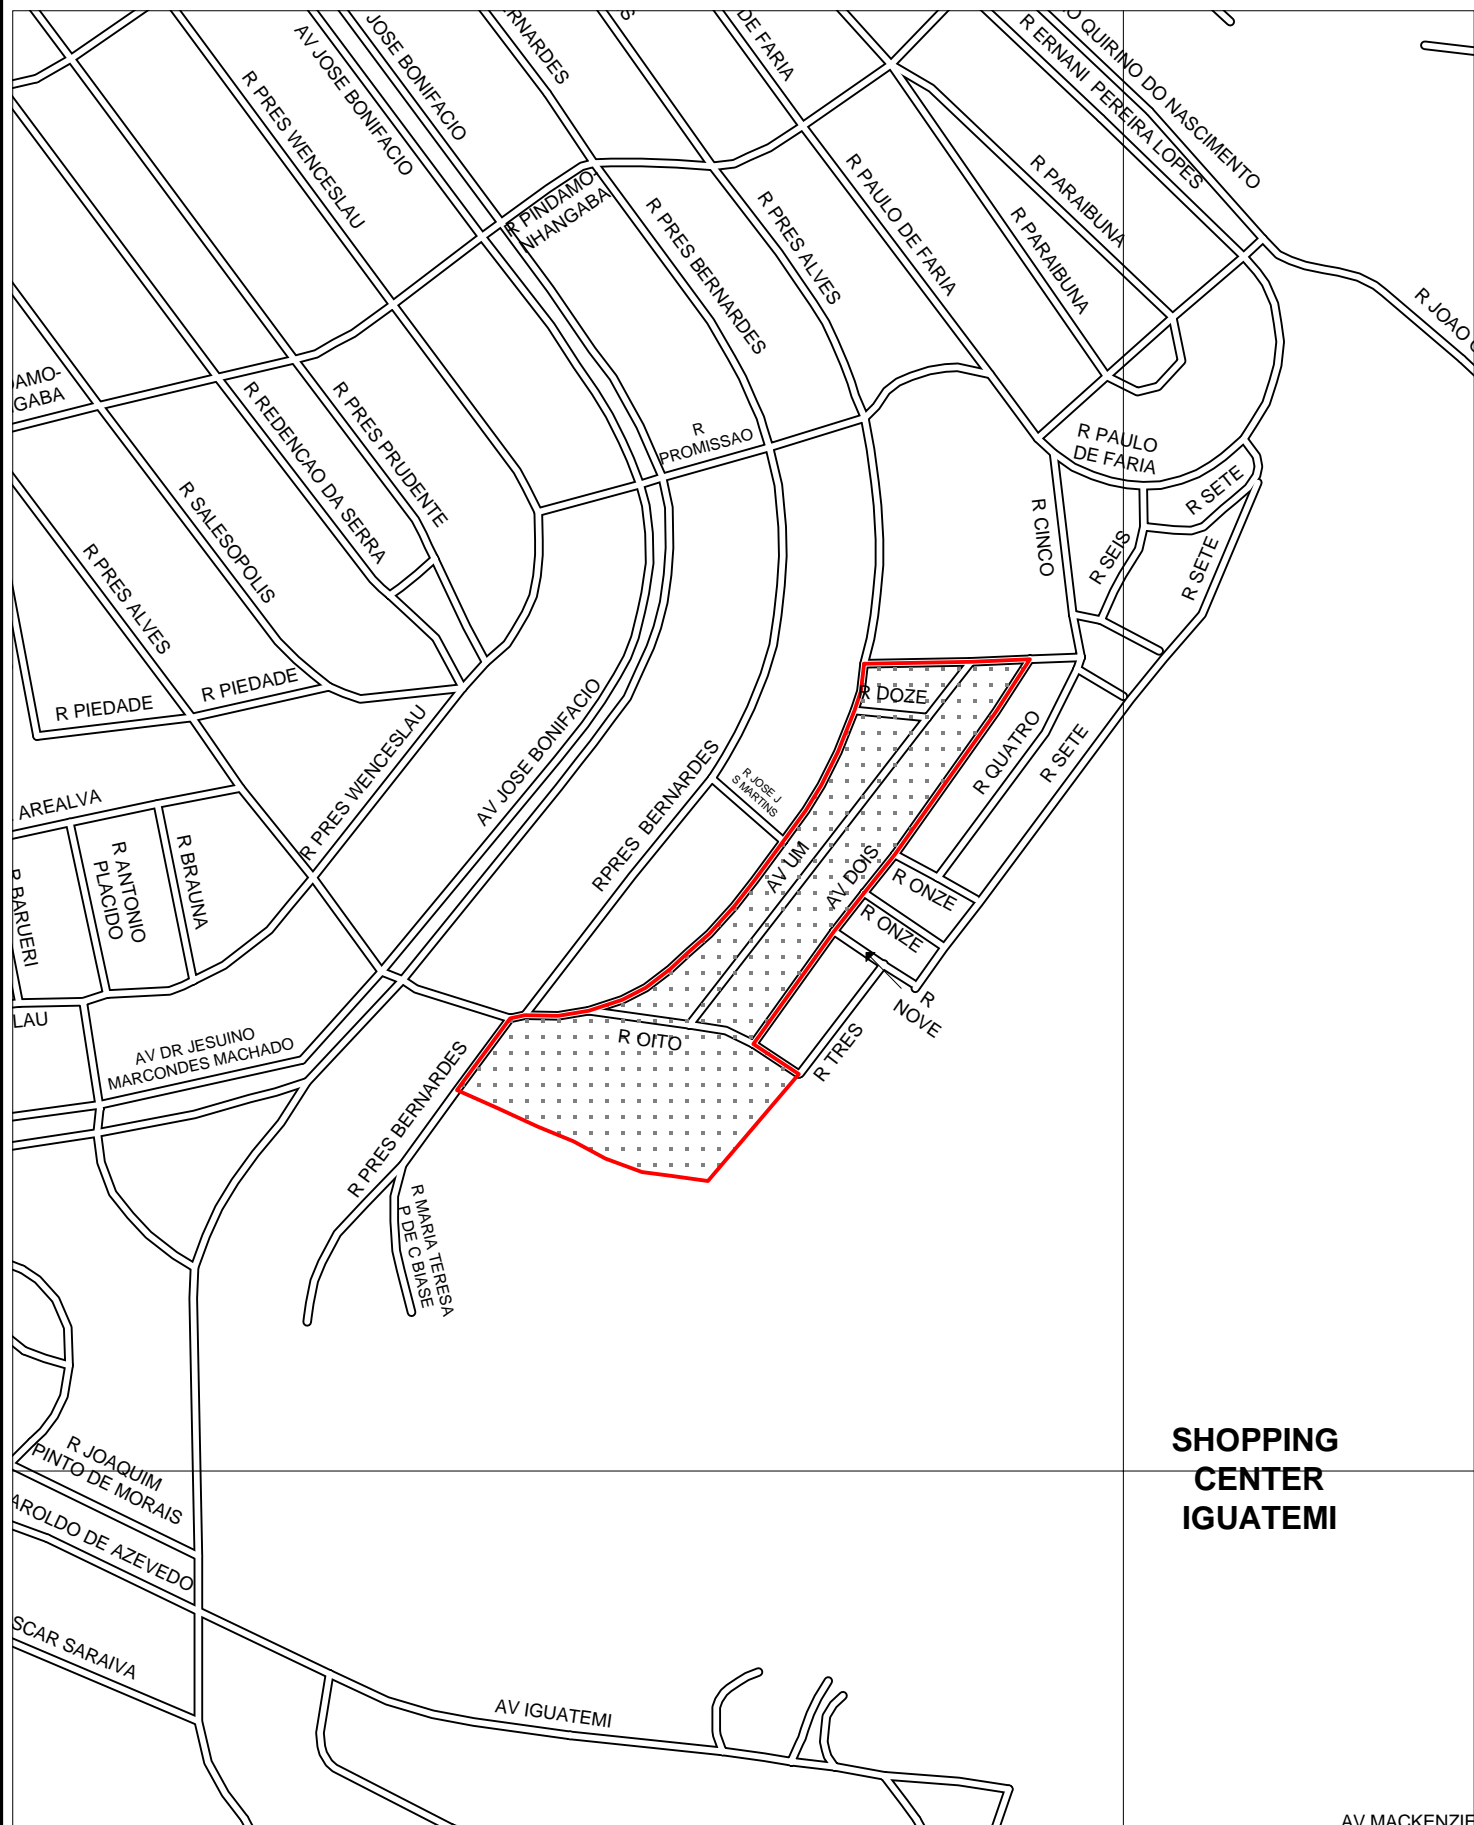 AV JOSE BONIFACIO
JOSE BONIFACIO
RNARDES
DE FARIA
O QUIRINO DO NASCIMENTO
R ERNANI PEREIRA LOPES
R PRES WENCESLAU
R PINDAMO-
NHANGABA
R PRES BERNARDES
R PRES ALVES
R PAULO DE FARIA
R PARAIBUNA
R PARAIBUNA
R JOAO
DAMO-
GABA
R REDENCAO DA SERRA
R PRES PRUDENTE
R
PROMISSAO
R PAULO
DE FARIA
R SETE
R SALESOPOLIS
R CINCO
R SEIS
R SETE
R PRES ALVES
R PIEDADE
R PIEDADE
R DOZE
R QUATRO
R SETE
R PRES WENCESLAU
AV JOSE BONIFACIO
RPRES BERNARDES
R JOSE J
S MARTINS
AREALVA
R ANTONIO
PLACIDO
R BRAUNA
R BARUERI
AV UM
AV DOIS
R ONZE
R ONZE
R
NOVE
LAU
AV DR JESUINO
MARCONDES MACHADO
R OITO
R TRES
R PRES BERNARDES
R MARIA TERESA
P DE C BIASE
SHOPPING
CENTER
IGUATEMI
R JOAQUIM
PINTO DE MORAIS
AROLDO DE AZEVEDO
SCAR SARAIVA
AV IGUATEMI
AV MACKENZIE